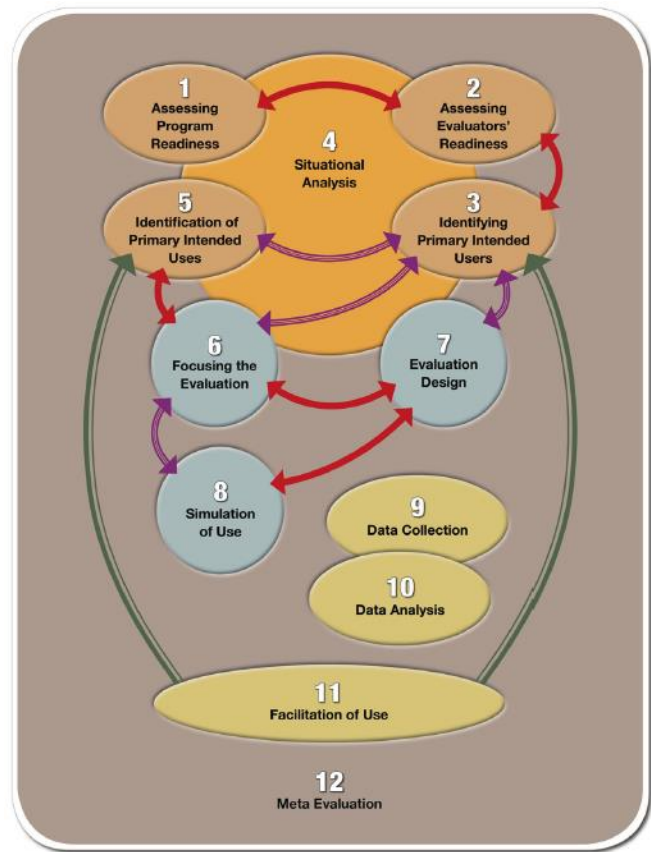 1
Assessing
Program
Readiness
2
Assessing
Evaluators'
Readiness
4
Situational
Analysis
5
Identification of
Primary Intended
Uses
3
Identifying
Primary Intended
Users
6
Focusing the
Evaluation
7
Evaluation
Design
8
Simulation
of Use
9
Data Collection
10
Data Analysis
11
Facilitation of Use
12
Meta Evaluation